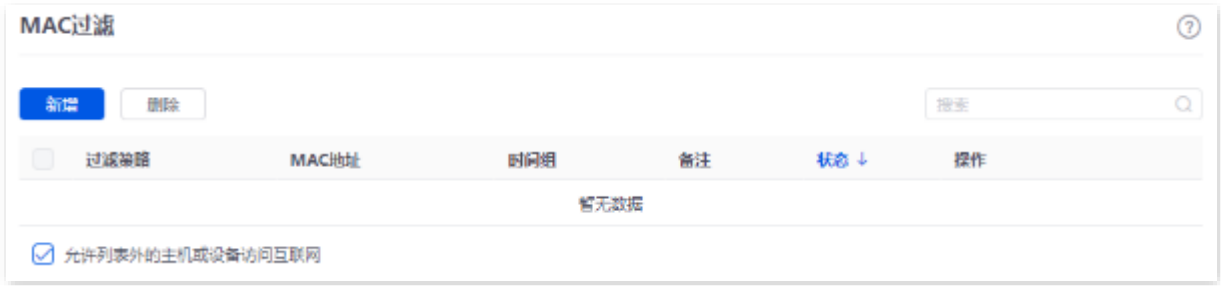 MAC过滤
新增 删除 搜索
过滤策略 MAC地址 时间组 备注 状态 操作
暂无数据
允许列表外的主机或设备访问互联网